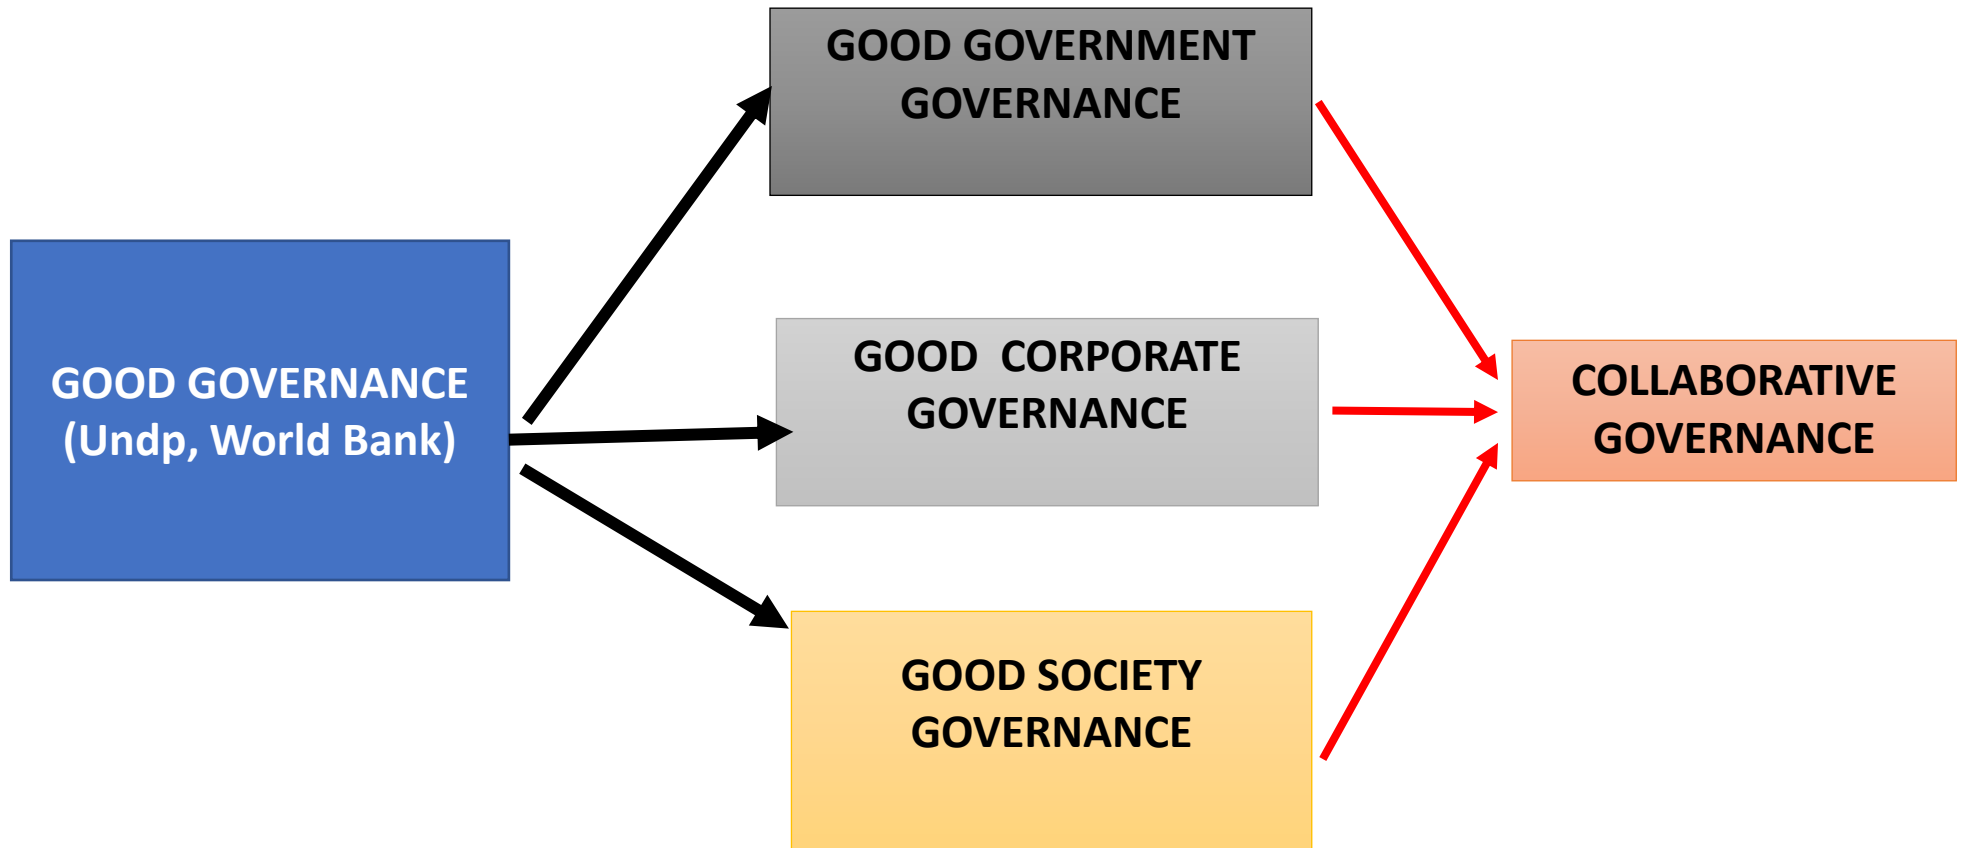 GOOD GOVERNMENT
GOVERNANCE
GOOD GOVERNANCE
(Undp, World Bank)
GOOD  CORPORATE
GOVERNANCE
COLLABORATIVE
GOVERNANCE
GOOD SOCIETY
GOVERNANCE